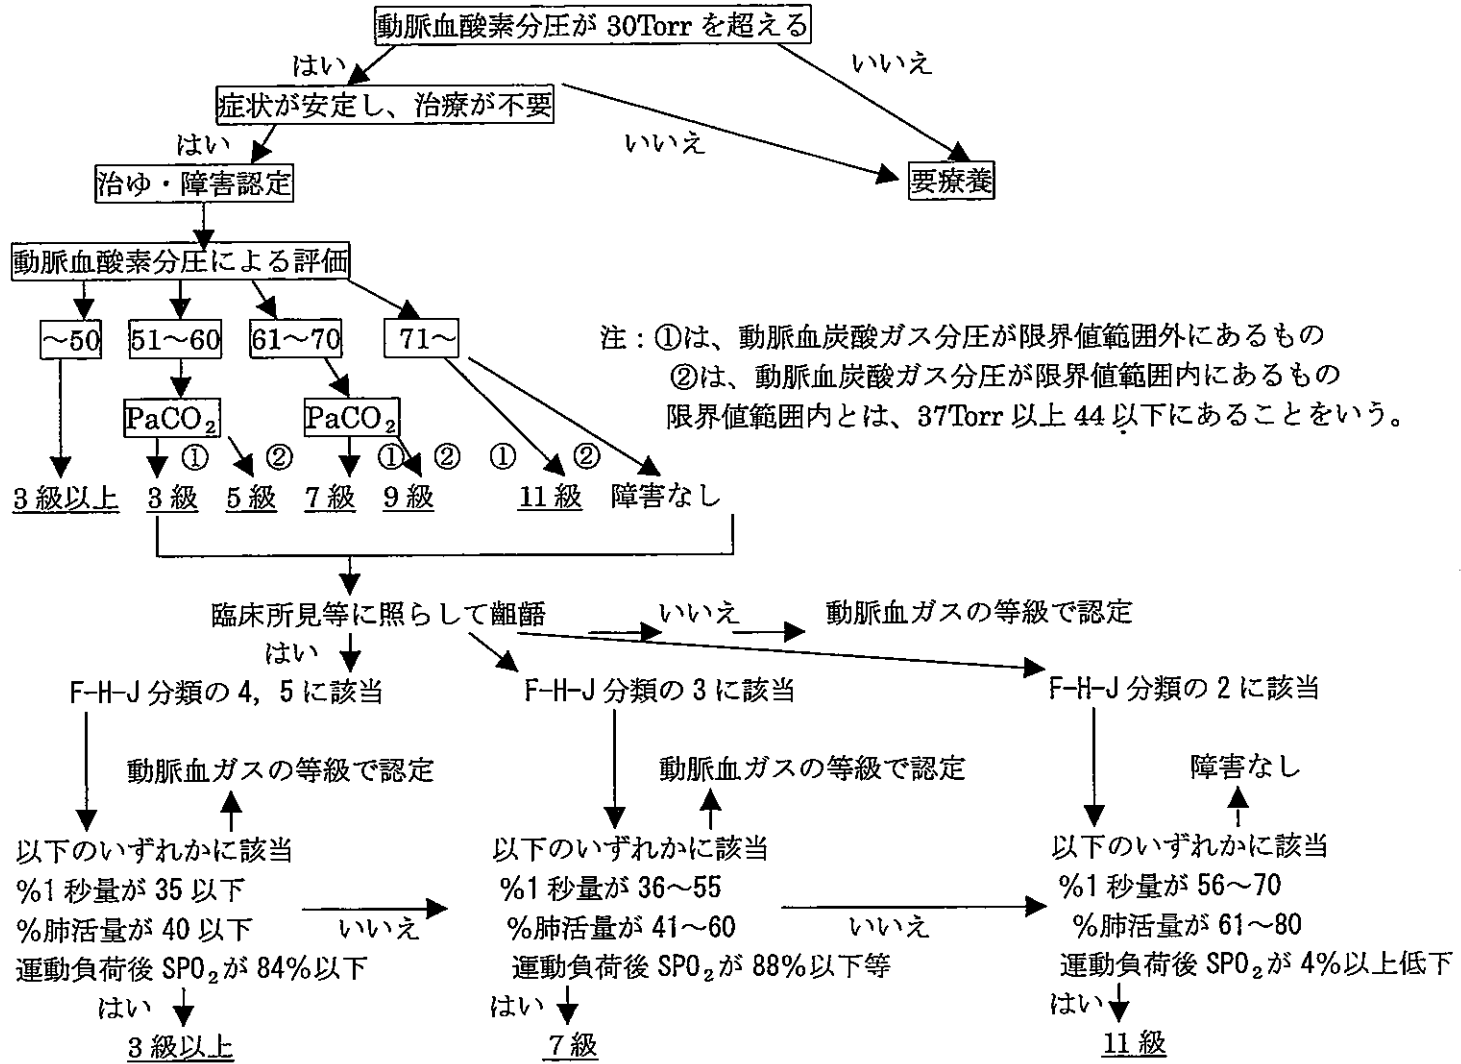 動脈血酸素分圧が 30Torr を超える
はい
いいえ
症状が安定し、治療が不要
はい
いいえ
治ゆ・障害認定
要療養
動脈血酸素分圧による評価
～50
51～60
61～70
71～
注：①は、動脈血炭酸ガス分圧が限界値範囲外にあるもの
②は、動脈血炭酸ガス分圧が限界値範囲内にあるもの
限界値範囲内とは、37Torr 以上 44 以下にあることをいう。
PaCO₂
PaCO₂
① ② ① ② ① ②
3 級以上 3 級 5 級 7 級 9 級 11 級 障害なし
臨床所見等に照らして齟齬
いいえ
動脈血ガスの等級で認定
はい
F-H-J 分類の 4, 5 に該当
F-H-J 分類の 3 に該当
F-H-J 分類の 2 に該当
動脈血ガスの等級で認定
動脈血ガスの等級で認定
障害なし
以下のいずれかに該当
%1 秒量が 35 以下
%肺活量が 40 以下
運動負荷後 SPO₂が 84%以下
いいえ
以下のいずれかに該当
%1 秒量が 36～55
%肺活量が 41～60
運動負荷後 SPO₂が 88%以下等
いいえ
以下のいずれかに該当
%1 秒量が 56～70
%肺活量が 61～80
運動負荷後 SPO₂が 4%以上低下
はい
はい
はい
3 級以上
7 級
11 級